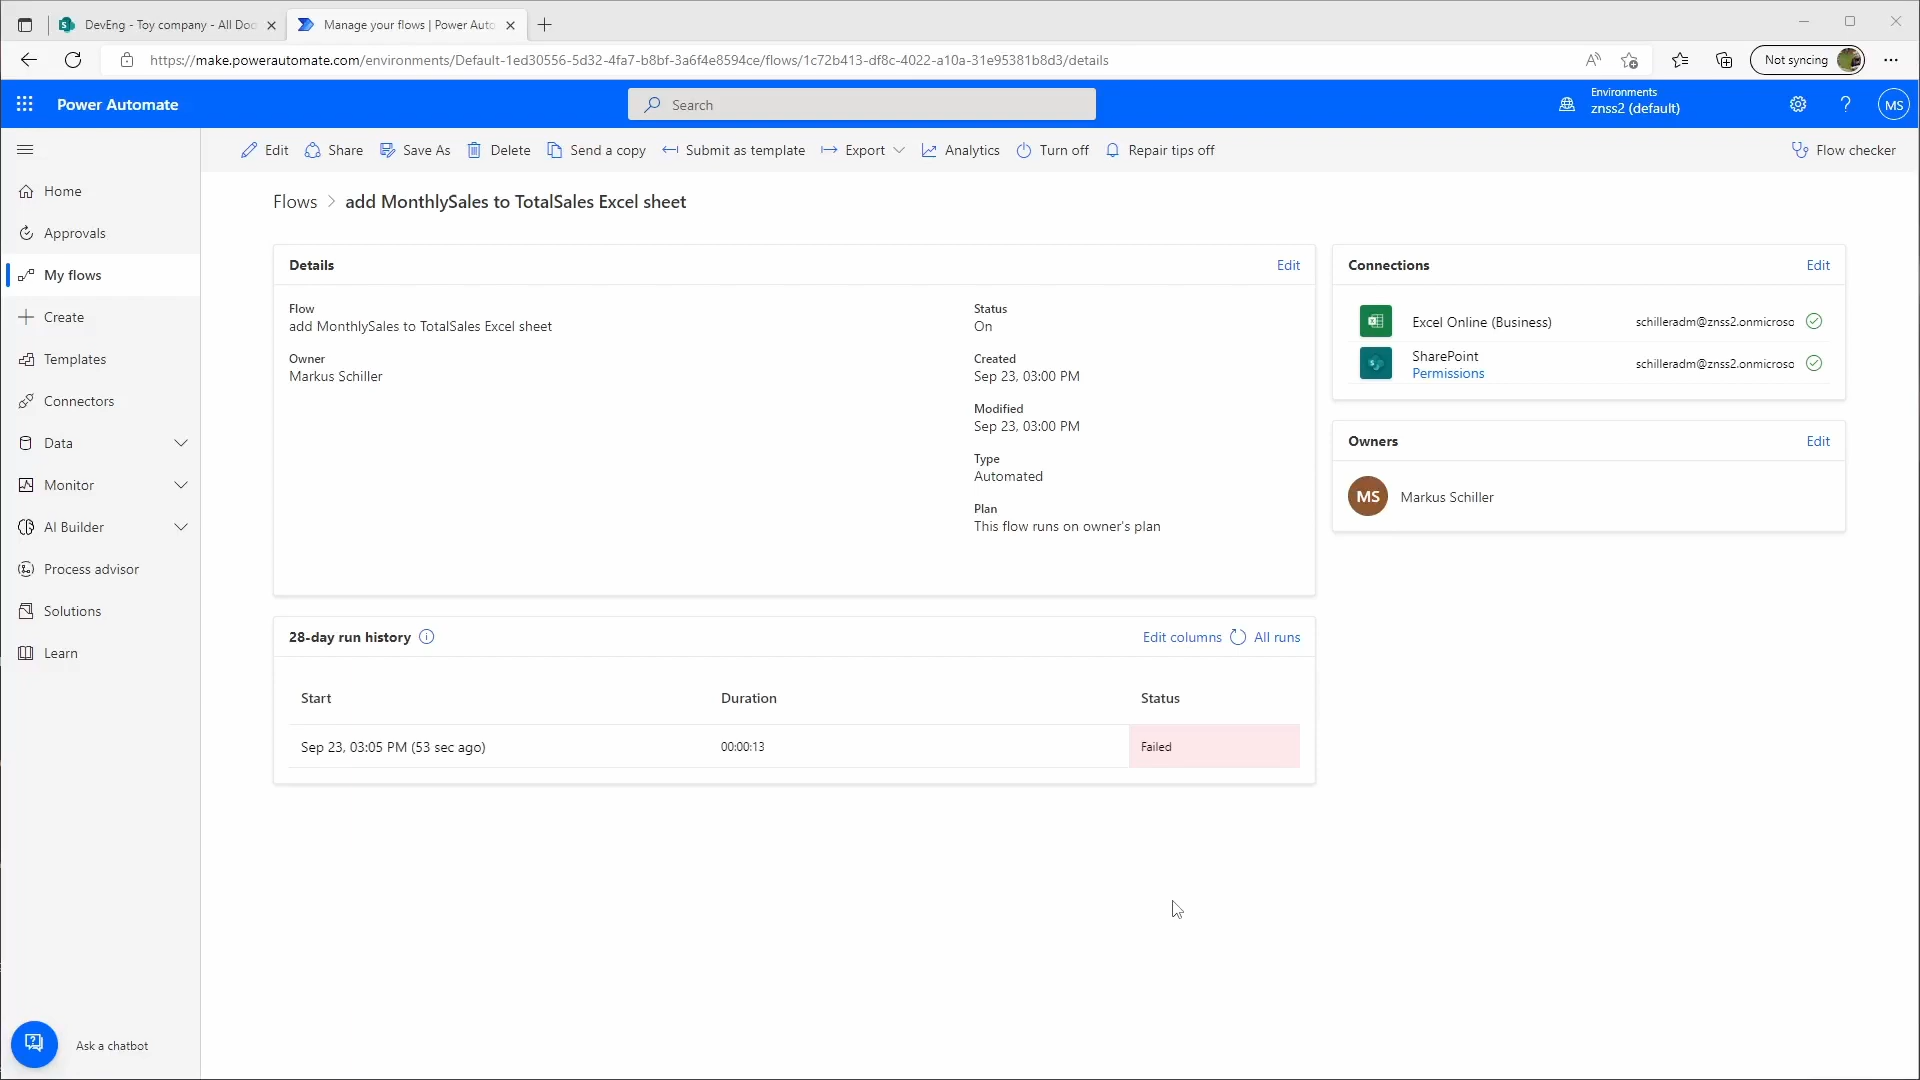 DevEng - Toy company - All Doc
Manage your flows | Power Auto
https://make.powerautomate.com/environments/Default-1ed30556-5d32-4fa7-b8bf-3a6f4e8594ce/flows/1c72b413-df8c-4022-a10a-31e95381b8d3/details
Not syncing
Power Automate
Search
Environments
znss2 (default)
?
MS
Edit
Share
Save As
Delete
Send a copy
Submit as template
Export
Analytics
Turn off
Repair tips off
Flow checker
Home
Approvals
My flows
Create
Templates
Connectors
Data
Monitor
AI Builder
Process advisor
Solutions
Learn
Ask a chatbot
Flows > add MonthlySales to TotalSales Excel sheet
Details
Edit
Flow
add MonthlySales to TotalSales Excel sheet
Owner
Markus Schiller
Status
On
Created
Sep 23, 03:00 PM
Modified
Sep 23, 03:00 PM
Type
Automated
Plan
This flow runs on owner's plan
Connections
Edit
Excel Online (Business)
schilleradm@znss2.onmicroso
SharePoint
Permissions
schilleradm@znss2.onmicroso
Owners
Edit
MS
Markus Schiller
28-day run history
Edit columns
All runs
Start
Duration
Status
Sep 23, 03:05 PM (53 sec ago)
00:00:13
Failed